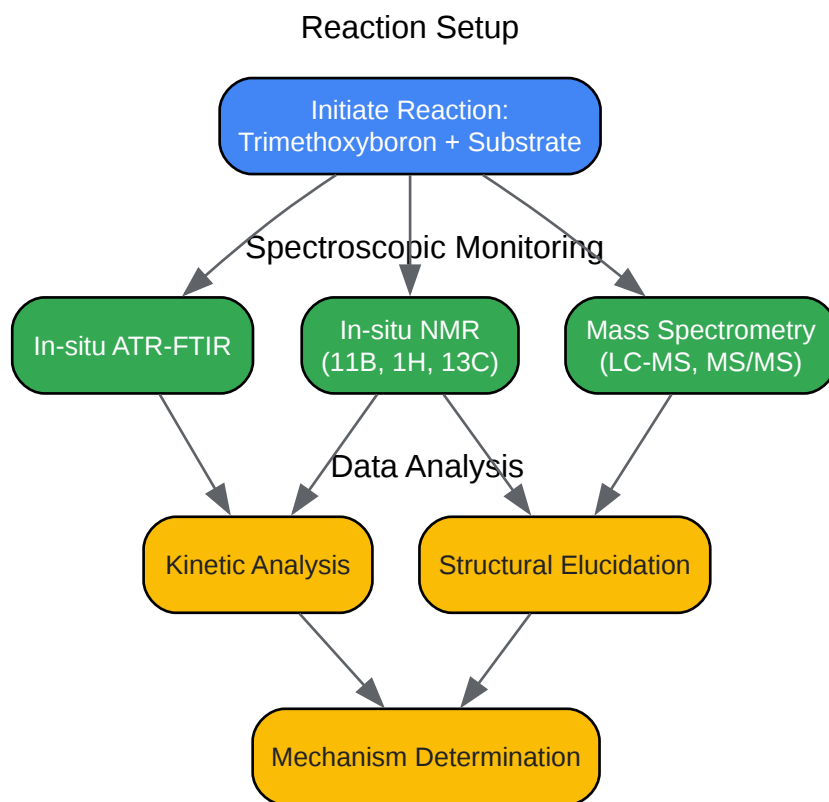 Reaction Setup
Initiate Reaction:
Trimethoxyboron + Substrate
Spectroscopic Monitoring
In-situ ATR-FTIR
In-situ NMR
(11B, 1H, 13C)
Mass Spectrometry
(LC-MS, MS/MS)
Data Analysis
Kinetic Analysis
Structural Elucidation
Mechanism Determination